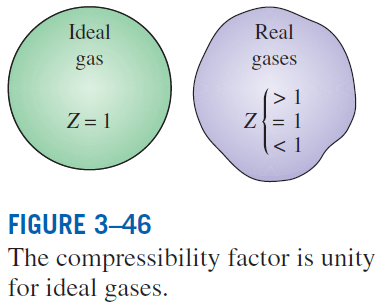 Ideal
gas
Z = 1
Real
gases
Z { > 1
= 1
< 1
FIGURE 3–46
The compressibility factor is unity
for ideal gases.